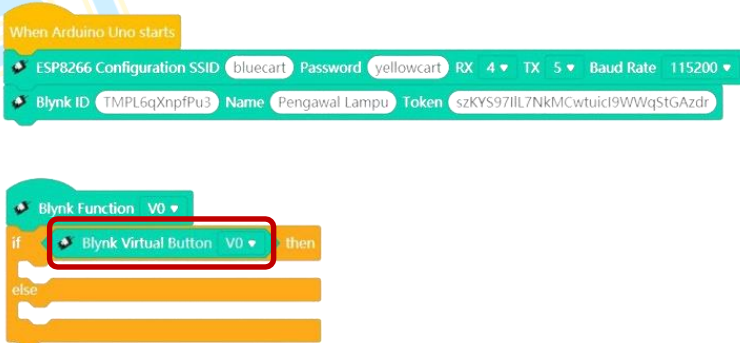 When Arduino Uno starts
ESP8266 Configuration SSID bluecart Password yellowcart RX 4 TX 5 Baud Rate 115200
Blynk ID TMPL6qXnpfPu3 Name Pengawal Lampu Token szKYS97IlL7NkMCwtuicI9WWqStGAzdr
Blynk Function V0
if Blynk Virtual Button V0 then
else